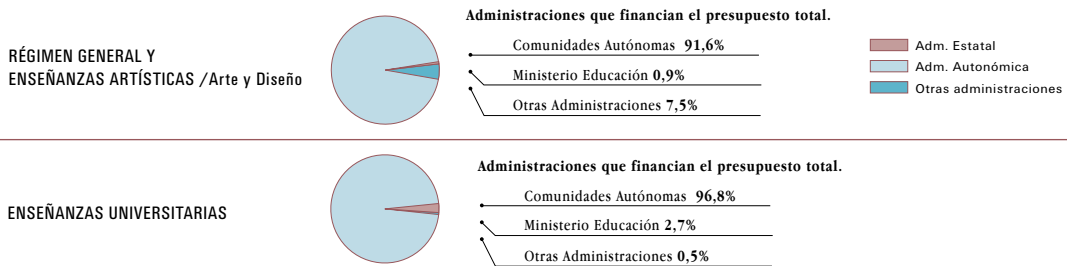 Administraciones que financian el presupuesto total.
RÉGIMEN GENERAL Y
ENSEÑANZAS ARTÍSTICAS /Arte y Diseño
Comunidades Autónomas 91,6%
Ministerio Educación 0,9%
Otras Administraciones 7,5%
Adm. Estatal
Adm. Autonómica
Otras administraciones
Administraciones que financian el presupuesto total.
ENSEÑANZAS UNIVERSITARIAS
Comunidades Autónomas 96,8%
Ministerio Educación 2,7%
Otras Administraciones 0,5%